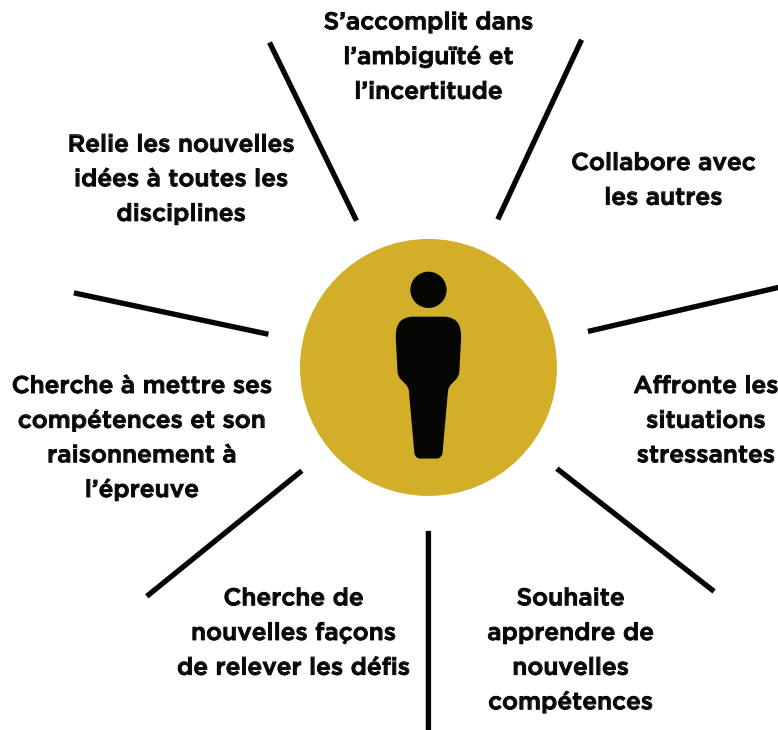 S’accomplit dans
l’ambiguïté et
l’incertitude
Collabore avec
les autres
Affronte les
situations
stressantes
Souhaite
apprendre de
nouvelles
compétences
Cherche de
nouvelles façons
de relever les défis
Cherche à mettre ses
compétences et son
raisonnement à
l’épreuve
Relie les nouvelles
idées à toutes les
disciplines